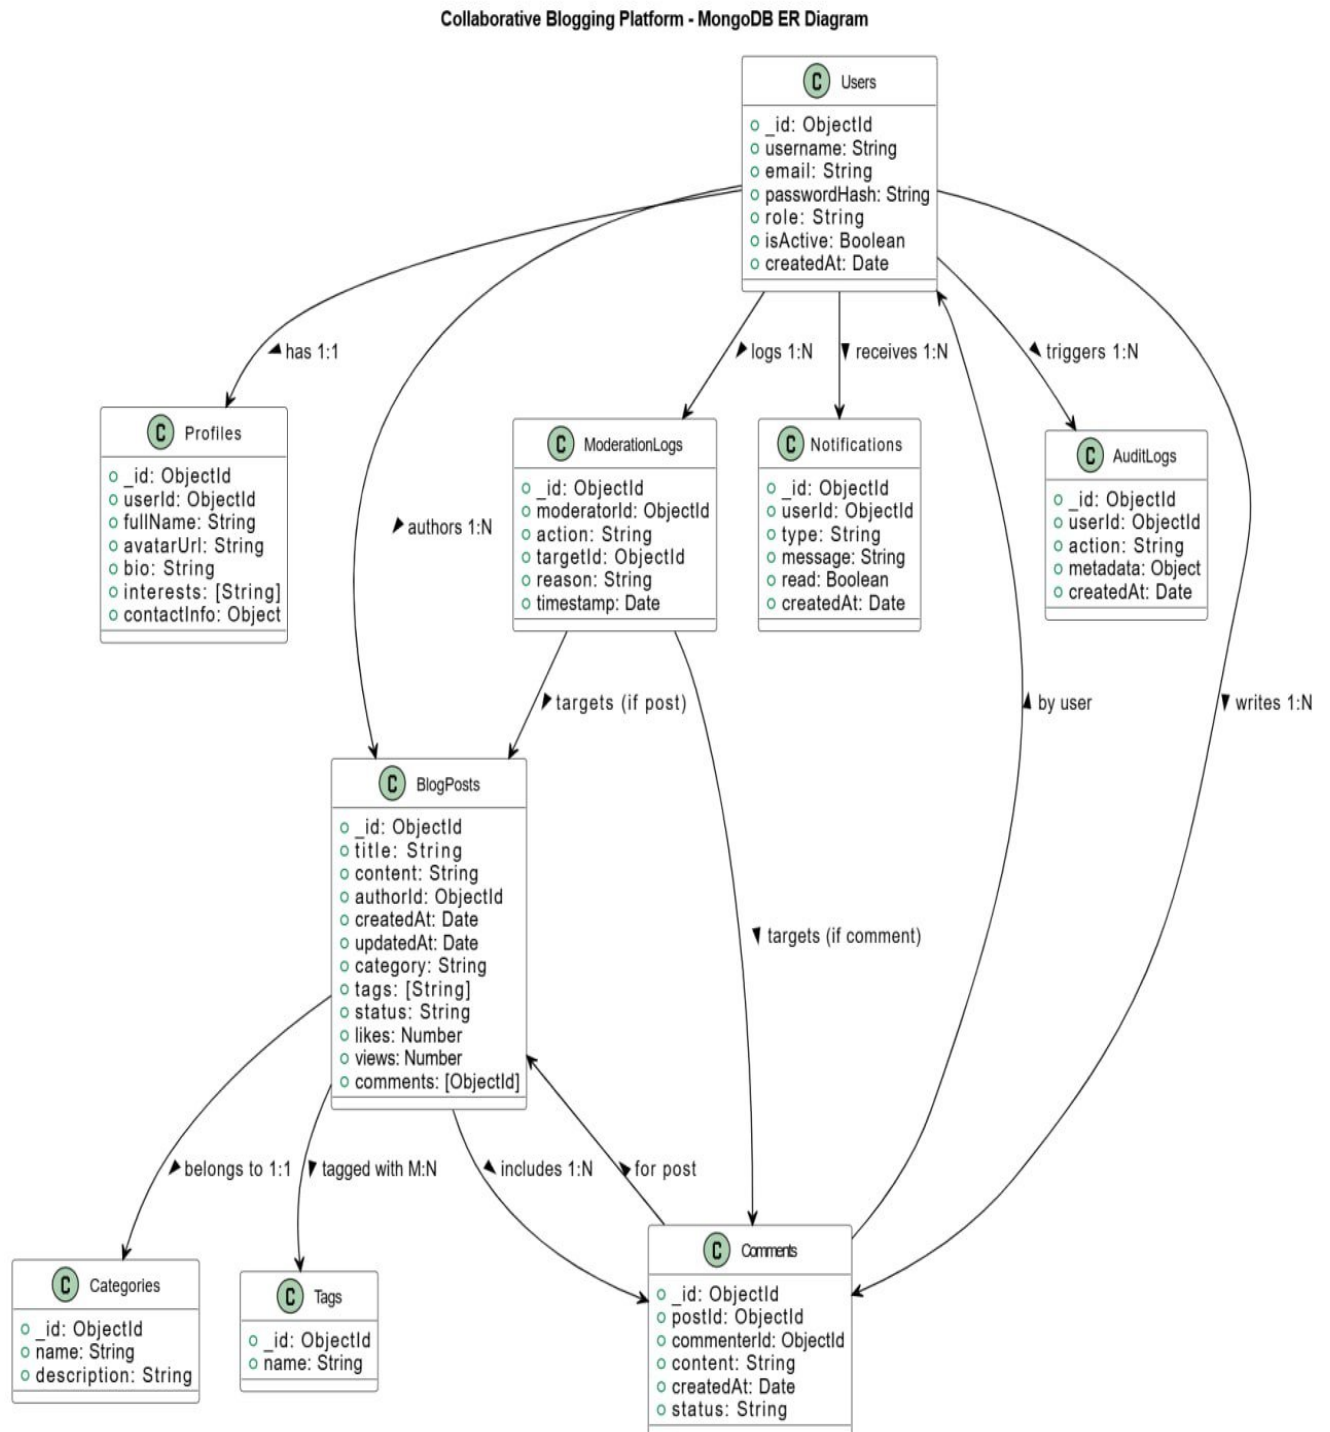 Collaborative Blogging Platform - MongoDB ER Diagram
C Users
_id: ObjectId
username: String
email: String
passwordHash: String
role: String
isActive: Boolean
createdAt: Date
has 1:1
logs 1:N
receives 1:N
triggers 1:N
C Profiles
_id: ObjectId
userId: ObjectId
fullName: String
avatarUrl: String
bio: String
interests: [String]
contactInfo: Object
authors 1:N
C ModerationLogs
_id: ObjectId
moderatorId: ObjectId
action: String
targetId: ObjectId
reason: String
timestamp: Date
C Notifications
_id: ObjectId
userId: ObjectId
type: String
message: String
read: Boolean
createdAt: Date
C AuditLogs
_id: ObjectId
userId: ObjectId
action: String
metadata: Object
createdAt: Date
targets (if post)
by user
writes 1:N
C BlogPosts
_id: ObjectId
title: String
content: String
authorId: ObjectId
createdAt: Date
updatedAt: Date
category: String
tags: [String]
status: String
likes: Number
views: Number
comments: [ObjectId]
targets (if comment)
belongs to 1:1
tagged with M:N
includes 1:N
for post
C Categories
_id: ObjectId
name: String
description: String
C Tags
_id: ObjectId
name: String
C Comments
_id: ObjectId
postId: ObjectId
commenterId: ObjectId
content: String
createdAt: Date
status: String